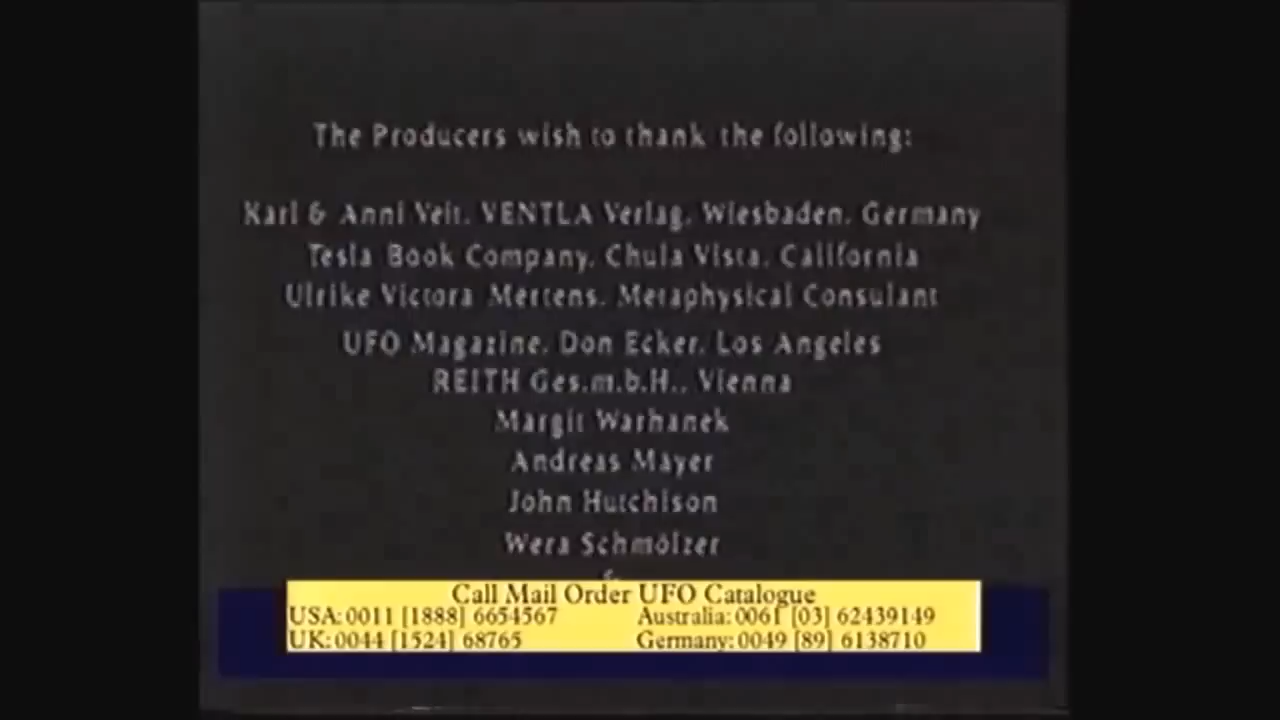 The Producers wish to thank the following:
Karl & Anni Veit, VENTLA Verlag, Wiesbaden, Germany
Tesla Book Company, Chula Vista, California
Ulrike Victora Mertens, Metaphysical Consulant
UFO Magazine, Don Ecker, Los Angeles
REITH Ges.m.b.H., Vienna
Margit Warhanek
Andreas Mayer
John Hutchison
Wera Schmölzer
Call Mail Order UFO Catalogue
USA: 0011 [1888] 6654567 Australia: 0061 [03] 62439149
UK: 0044 [1524] 68765 Germany: 0049 [89] 6138710